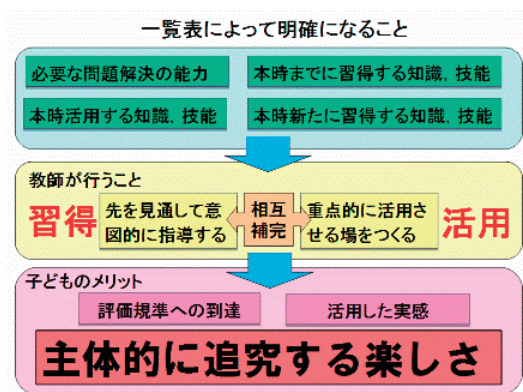 一覧表によって明確になること
必要な問題解決の能力
本時までに習得する知識,技能
本時活用する知識,技能
本時新たに習得する知識,技能
教師が行うこと
習得
先を見通して意
図的に指導する
相互
補完
重点的に活用さ
せる場をつくる
活用
子どものメリット
評価規準への到達
活用した実感
主体的に追究する楽しさ